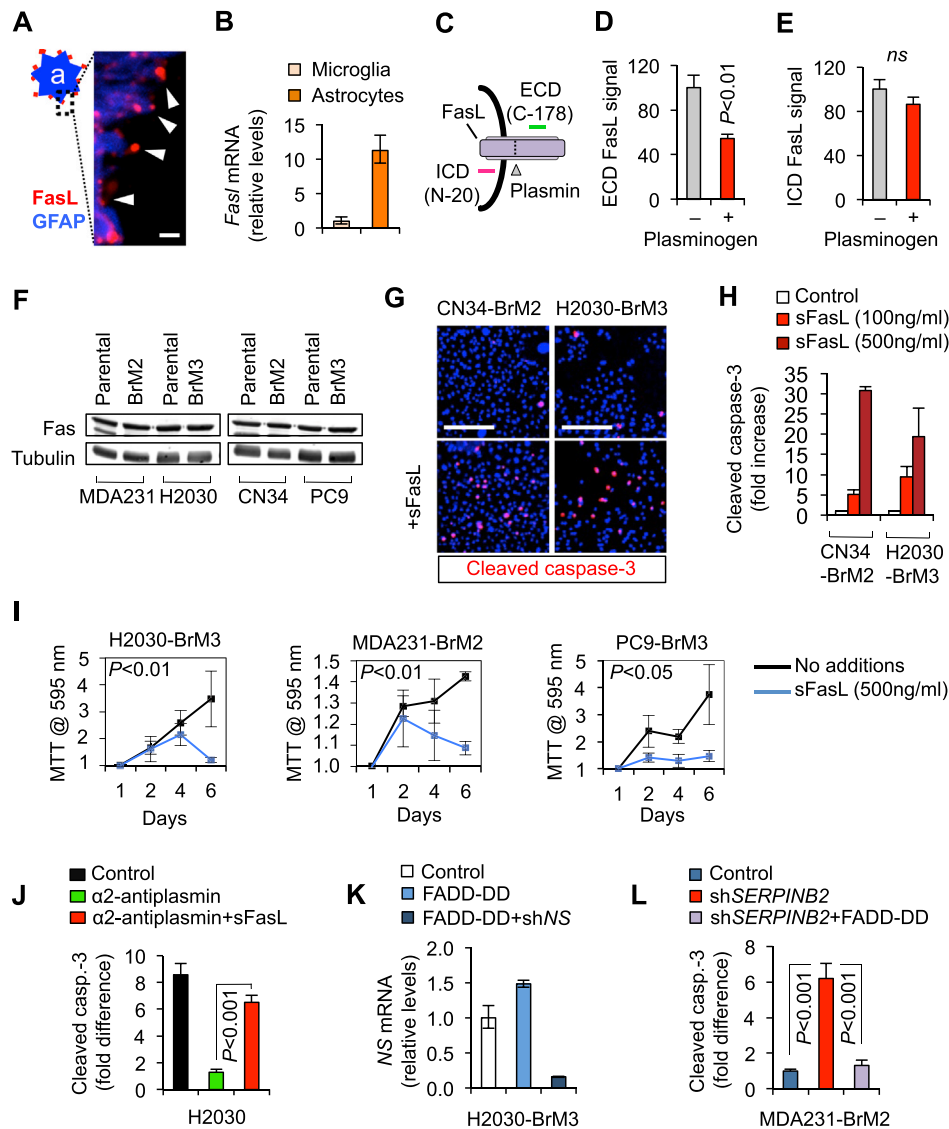 A
a
FasL
GFAP
B
Microglia
Astrocytes
Fasl mRNA
(relative levels)
15
10
5
0
C
ECD
(C-178)
FasL
ICD
(N-20)
Plasmin
D
ECD FasL signal
120
80
40
0
P<0.01
– +
Plasminogen
E
ns
ICD FasL signal
120
80
40
0
– +
Plasminogen
F
Parental
BrM2
Parental
BrM3
Parental
BrM2
Parental
BrM3
Fas
Tubulin
MDA231 H2030 CN34 PC9
G
CN34-BrM2 H2030-BrM3
+sFasL
Cleaved caspase-3
H
Control
sFasL (100ng/ml)
sFasL (500ng/ml)
Cleaved caspase-3
(fold increase)
35
30
25
20
15
10
5
0
CN34
-BrM2
H2030
-BrM3
I
H2030-BrM3
MTT @ 595 nm
P<0.01
5
4
3
2
1
1 2 4 6
Days
MDA231-BrM2
MTT @ 595 nm
P<0.01
1.5
1.4
1.3
1.2
1.1
1.0
1 2 4 6
Days
PC9-BrM3
MTT @ 595 nm
P<0.05
5
4
3
2
1
1 2 4 6
Days
No additions
sFasL (500ng/ml)
J
Control
α2-antiplasmin
α2-antiplasmin+sFasL
Cleaved casp.-3
(fold difference)
10
8
6
4
2
0
P<0.001
H2030
K
Control
FADD-DD
FADD-DD+shNS
NS mRNA
(relative levels)
2.0
1.5
1.0
0.5
0.0
H2030-BrM3
L
Control
shSERPINB2
shSERPINB2+FADD-DD
Cleaved casp.-3
(fold difference)
8
6
4
2
0
P<0.001
P<0.001
MDA231-BrM2